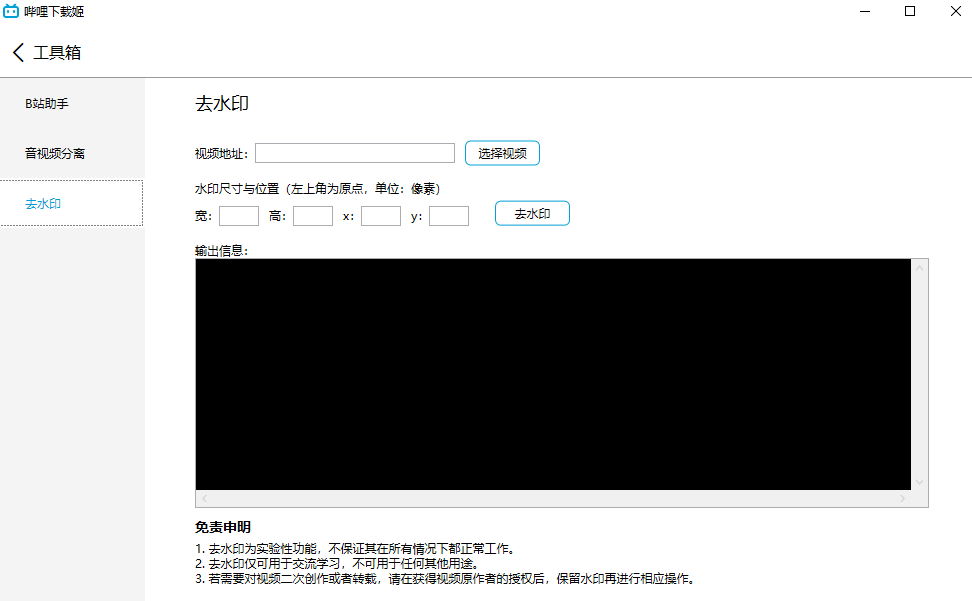 哔哩下载姬
工具箱
B站助手
音视频分离
去水印
去水印
视频地址：
选择视频
水印尺寸与位置（左上角为原点，单位：像素）
宽： 高： x: y: 去水印
输出信息：
免责申明
1. 去水印为实验性功能，不保证其在所有情况下都正常工作。
2. 去水印仅可用于交流学习，不可用于任何其他用途。
3. 若需要对视频二次创作或者转载，请在获得视频原作者的授权后，保留水印再进行相应操作。